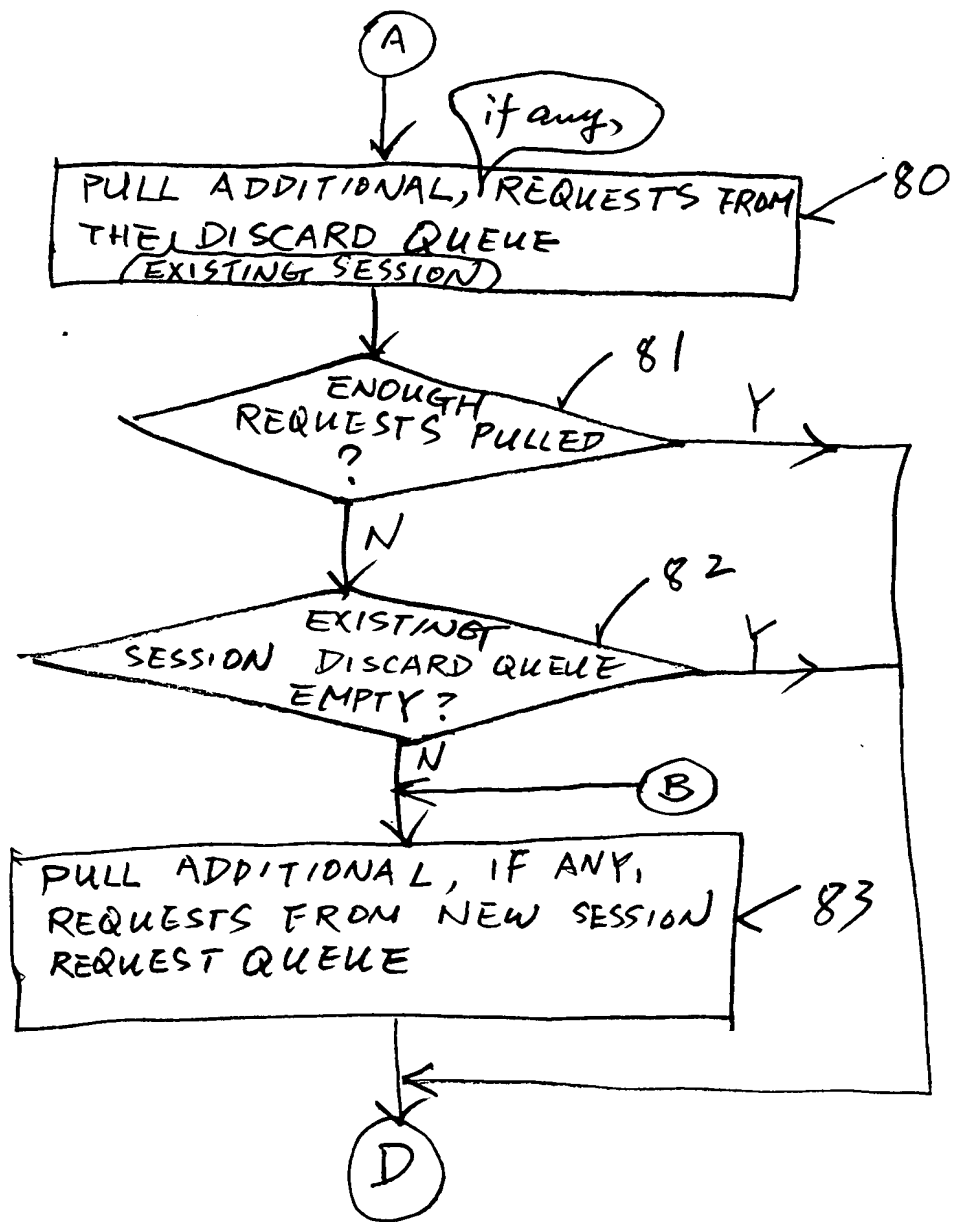 A
if any,
PULL ADDITIONAL, REQUESTS FROM
80
THE DISCARD QUEUE
EXISTING SESSION
81
ENOUGH
REQUESTS PULLED
?
Y
N
82
EXISTING
SESSION DISCARD QUEUE
EMPTY?
Y
N
B
PULL ADDITIONAL, IF ANY,
REQUESTS FROM NEW SESSION
REQUEST QUEUE
83
D